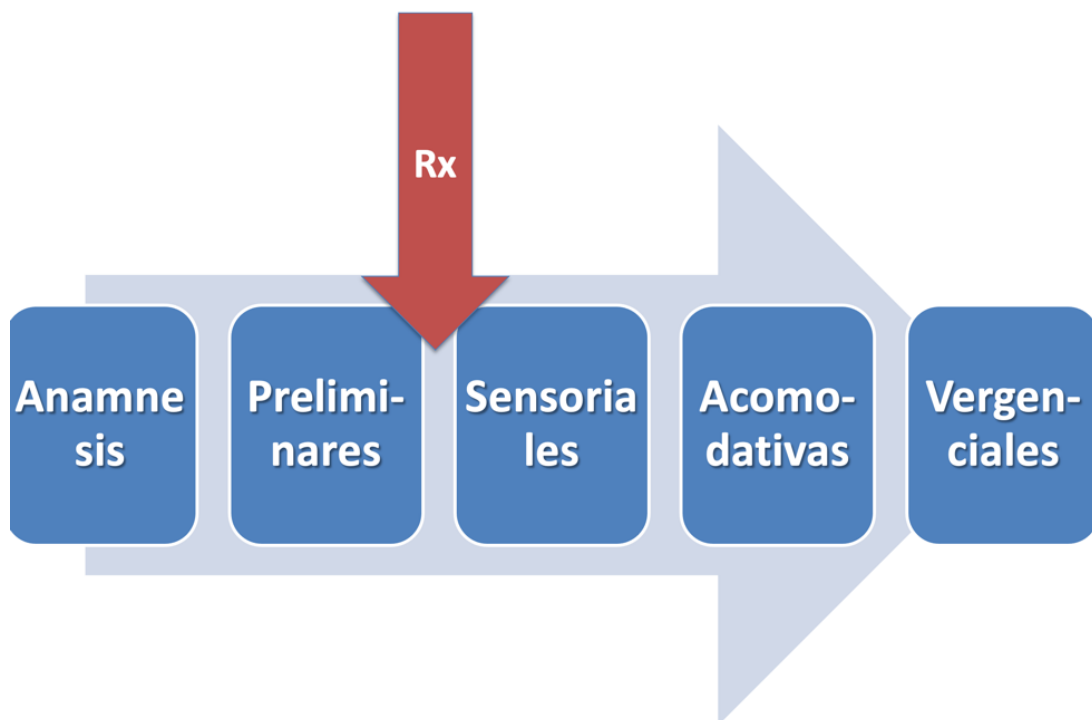 Rx
Anamne
sis
Prelimi-
nares
Sensoria
les
Acomo-
dativas
Vergen-
ciales